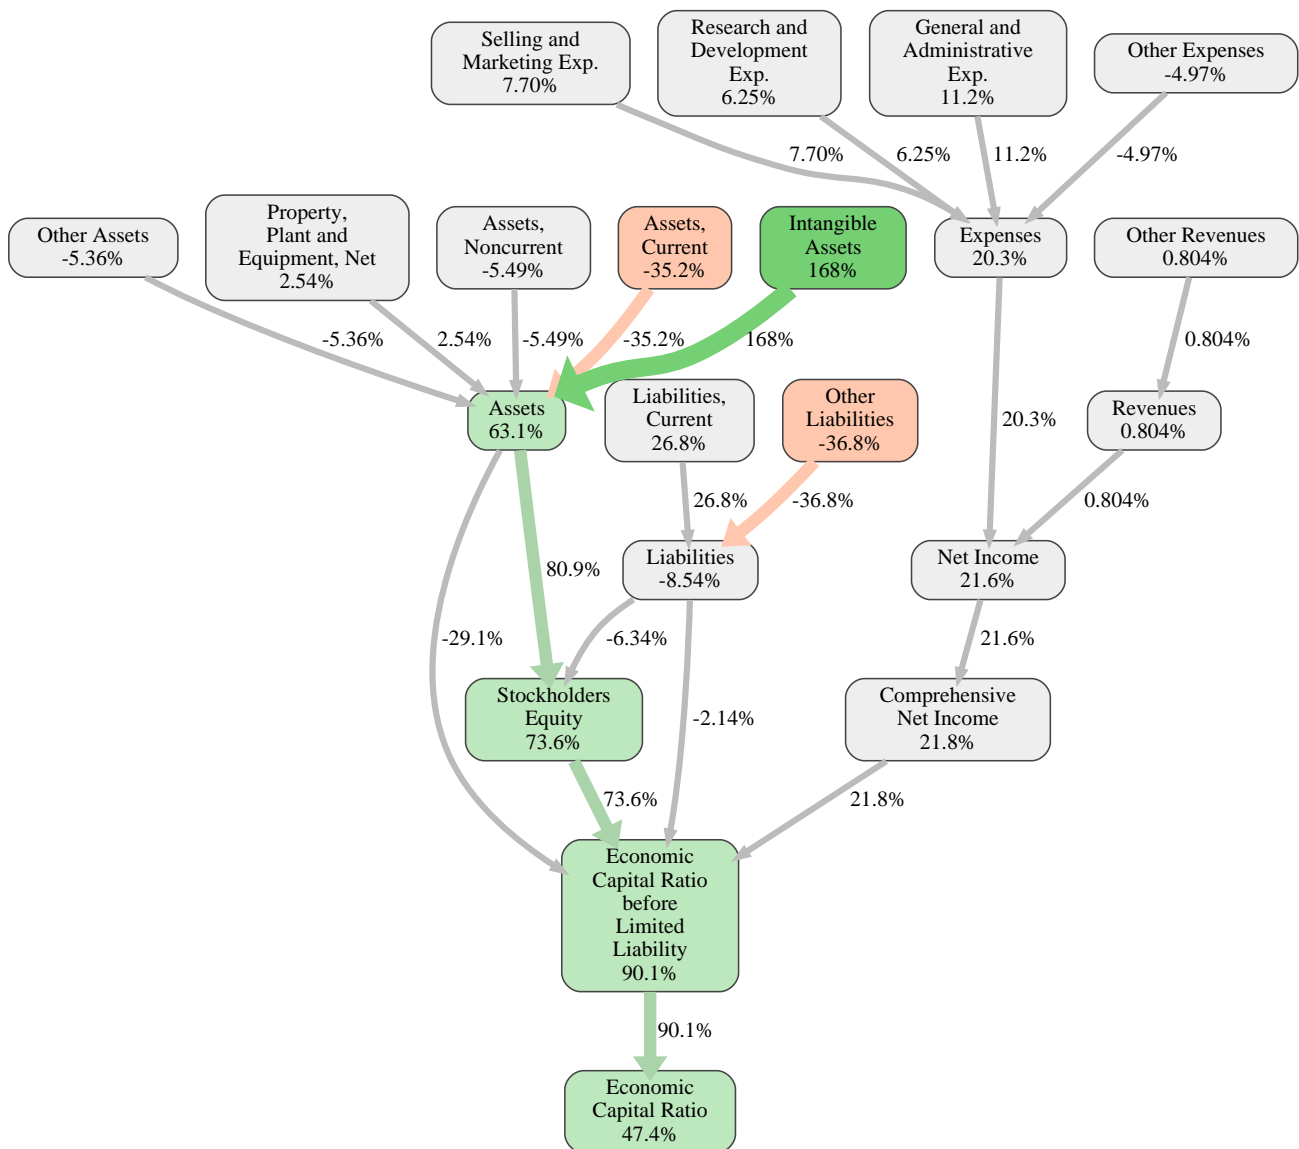 Selling and
Marketing Exp.
7.70%
Research and
Development
Exp.
6.25%
General and
Administrative
Exp.
11.2%
Other Expenses
-4.97%
7.70%
6.25%
11.2%
-4.97%
Other Assets
-5.36%
Property,
Plant and
Equipment, Net
2.54%
Assets,
Noncurrent
-5.49%
Assets,
Current
-35.2%
Intangible
Assets
168%
Expenses
20.3%
Other Revenues
0.804%
-5.36%
2.54%
-5.49%
-35.2%
168%
0.804%
Assets
63.1%
Liabilities,
Current
26.8%
Other
Liabilities
-36.8%
20.3%
Revenues
0.804%
26.8%
-36.8%
0.804%
80.9%
Liabilities
-8.54%
Net Income
21.6%
-29.1%
-6.34%
21.6%
Stockholders
Equity
73.6%
-2.14%
Comprehensive
Net Income
21.8%
73.6%
21.8%
Economic
Capital Ratio
before
Limited
Liability
90.1%
90.1%
Economic
Capital Ratio
47.4%